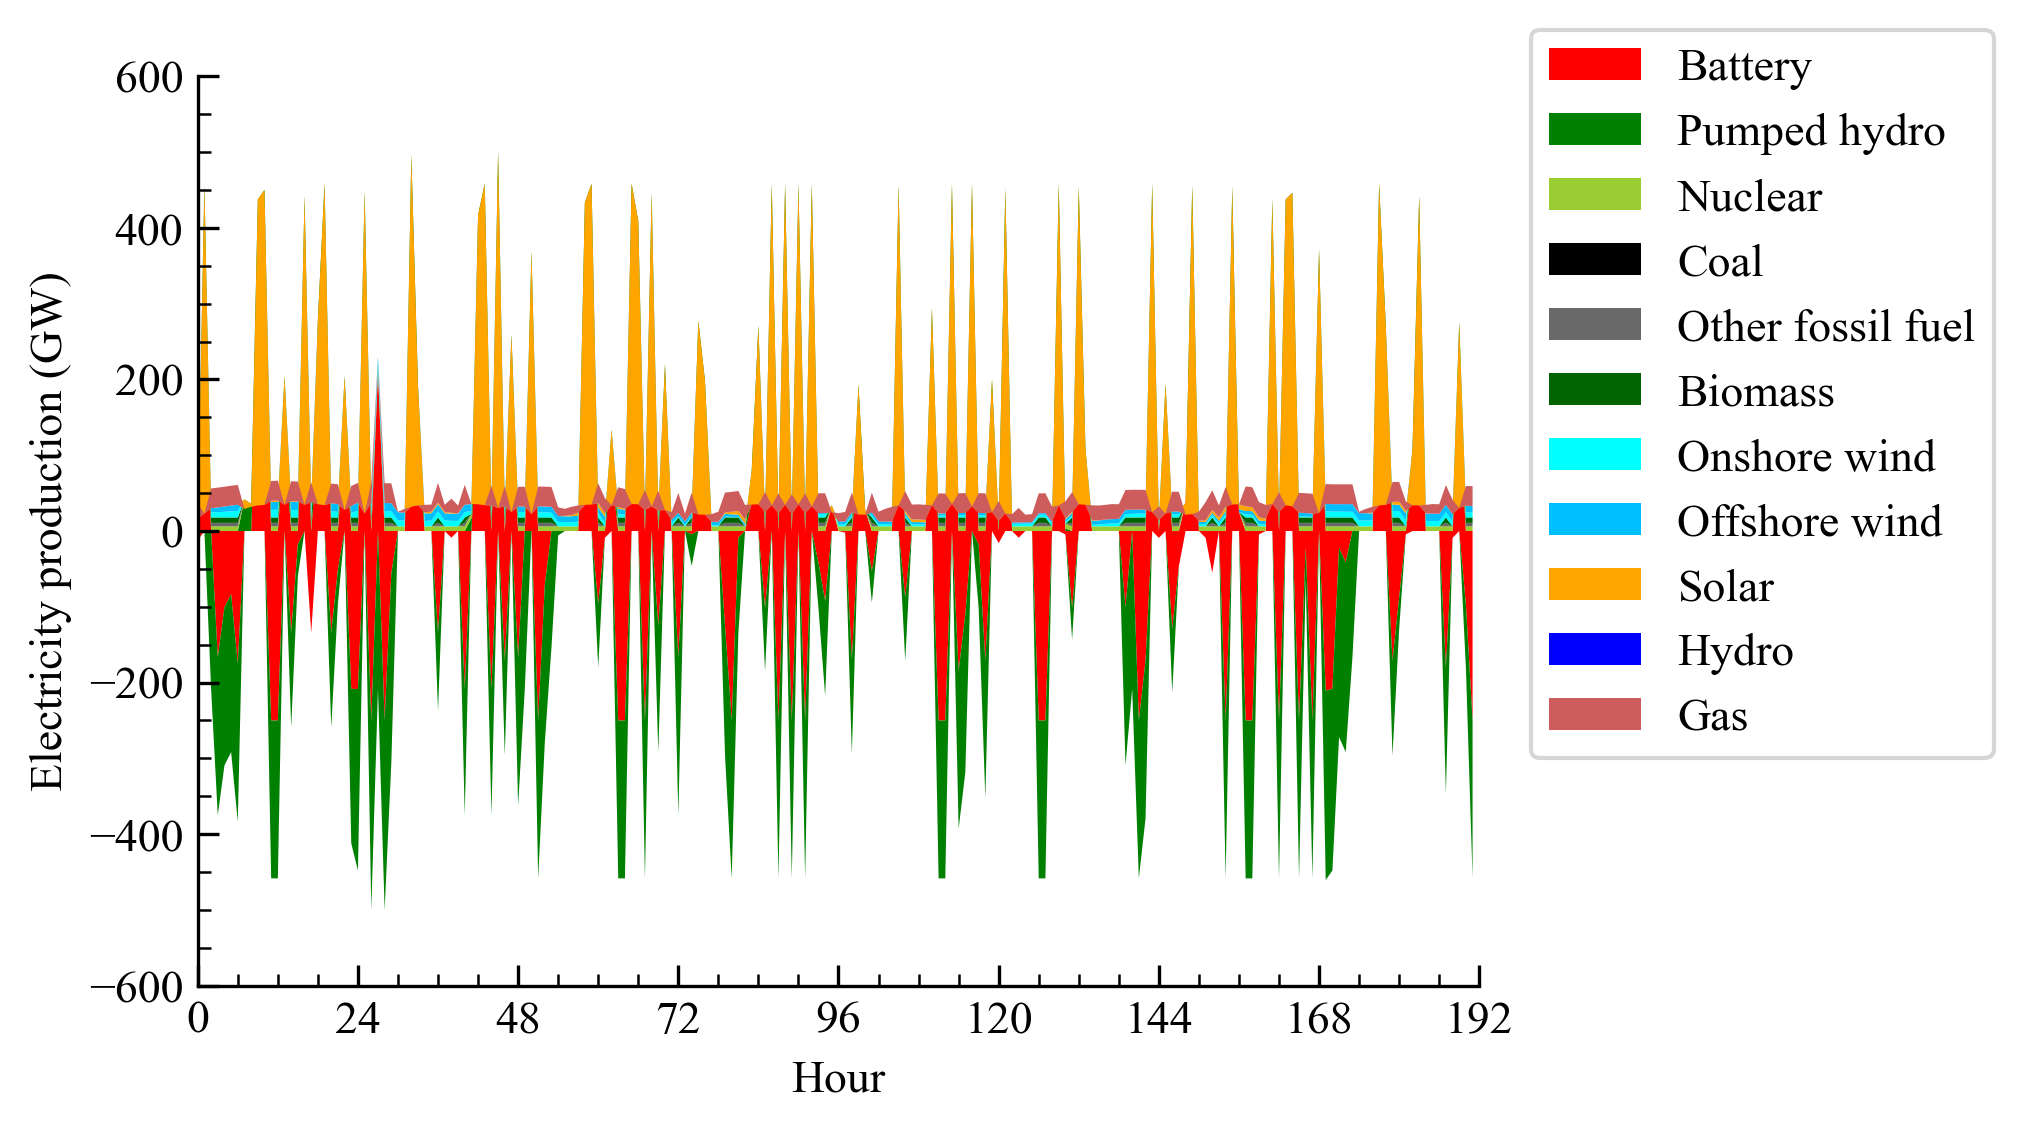 600
400
200
0
−200
−400
−600
Electricity production (GW)
0 24 48 72 96 120 144 168 192
Hour
Battery
Pumped hydro
Nuclear
Coal
Other fossil fuel
Biomass
Onshore wind
Offshore wind
Solar
Hydro
Gas